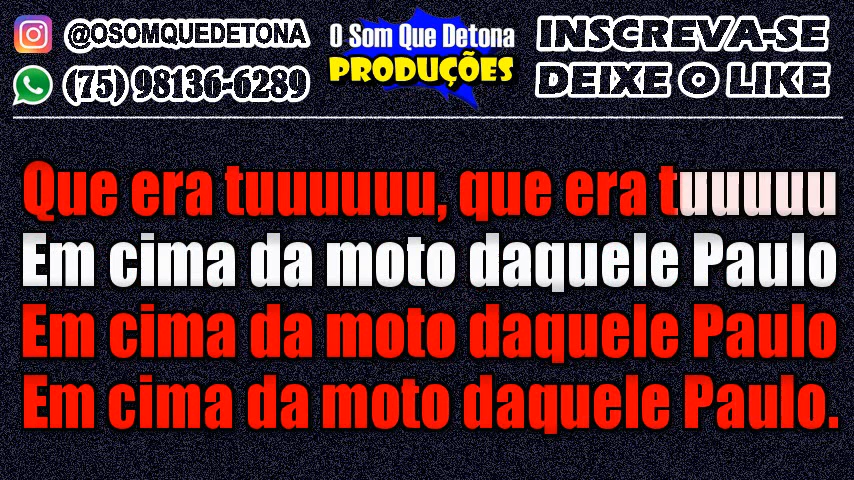 @OSOMQUEDETONA
(75) 98136-6289
O Som Que Detona
PRODUÇÕES
INSCREVA-SE
DEIXE O LIKE
Que era tuuuuuu, que era tuuuuu
Em cima da moto daquele Paulo
Em cima da moto daquele Paulo
Em cima da moto daquele Paulo.